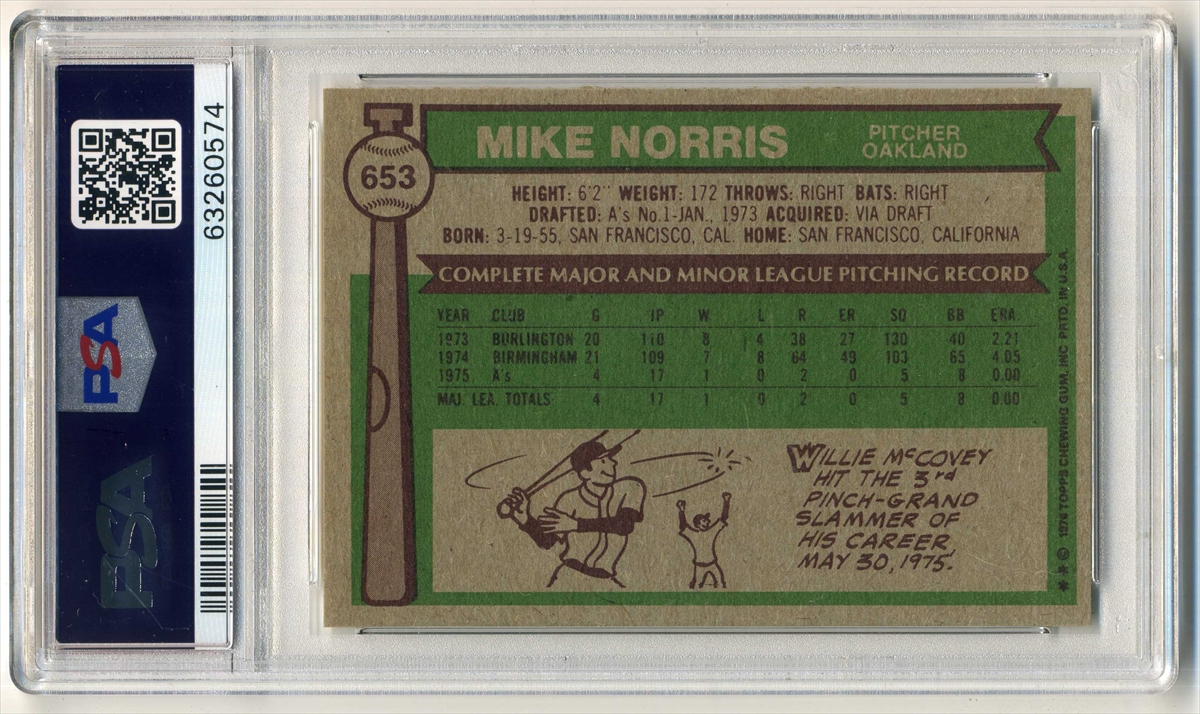 PSA
63260574
PSA
653
MIKE NORRIS
PITCHER
OAKLAND
HEIGHT: 6'2" WEIGHT: 172 THROWS: RIGHT BATS: RIGHT
DRAFTED: A's No.1-JAN., 1973 ACQUIRED: VIA DRAFT
BORN: 3-19-55, SAN FRANCISCO, CAL. HOME: SAN FRANCISCO, CALIFORNIA
COMPLETE MAJOR AND MINOR LEAGUE PITCHING RECORD
YEAR CLUB G IP W L R ER SO BB ERA
1973 BURLINGTON 20 110 8 4 38 27 130 40 2.21
1974 BIRMINGHAM 21 109 7 8 64 49 103 65 4.05
1975 A's 4 17 1 0 2 0 5 8 0.00
MAJ. LEA. TOTALS 4 17 1 0 2 0 5 8 0.00
WILLIE McCOVEY
HIT THE 3rd
PINCH-GRAND
SLAMMER OF
HIS CAREER,
MAY 30, 1975.
** © 1976 TOPPS CHEWING GUM, INC. PRTD. IN U.S.A.